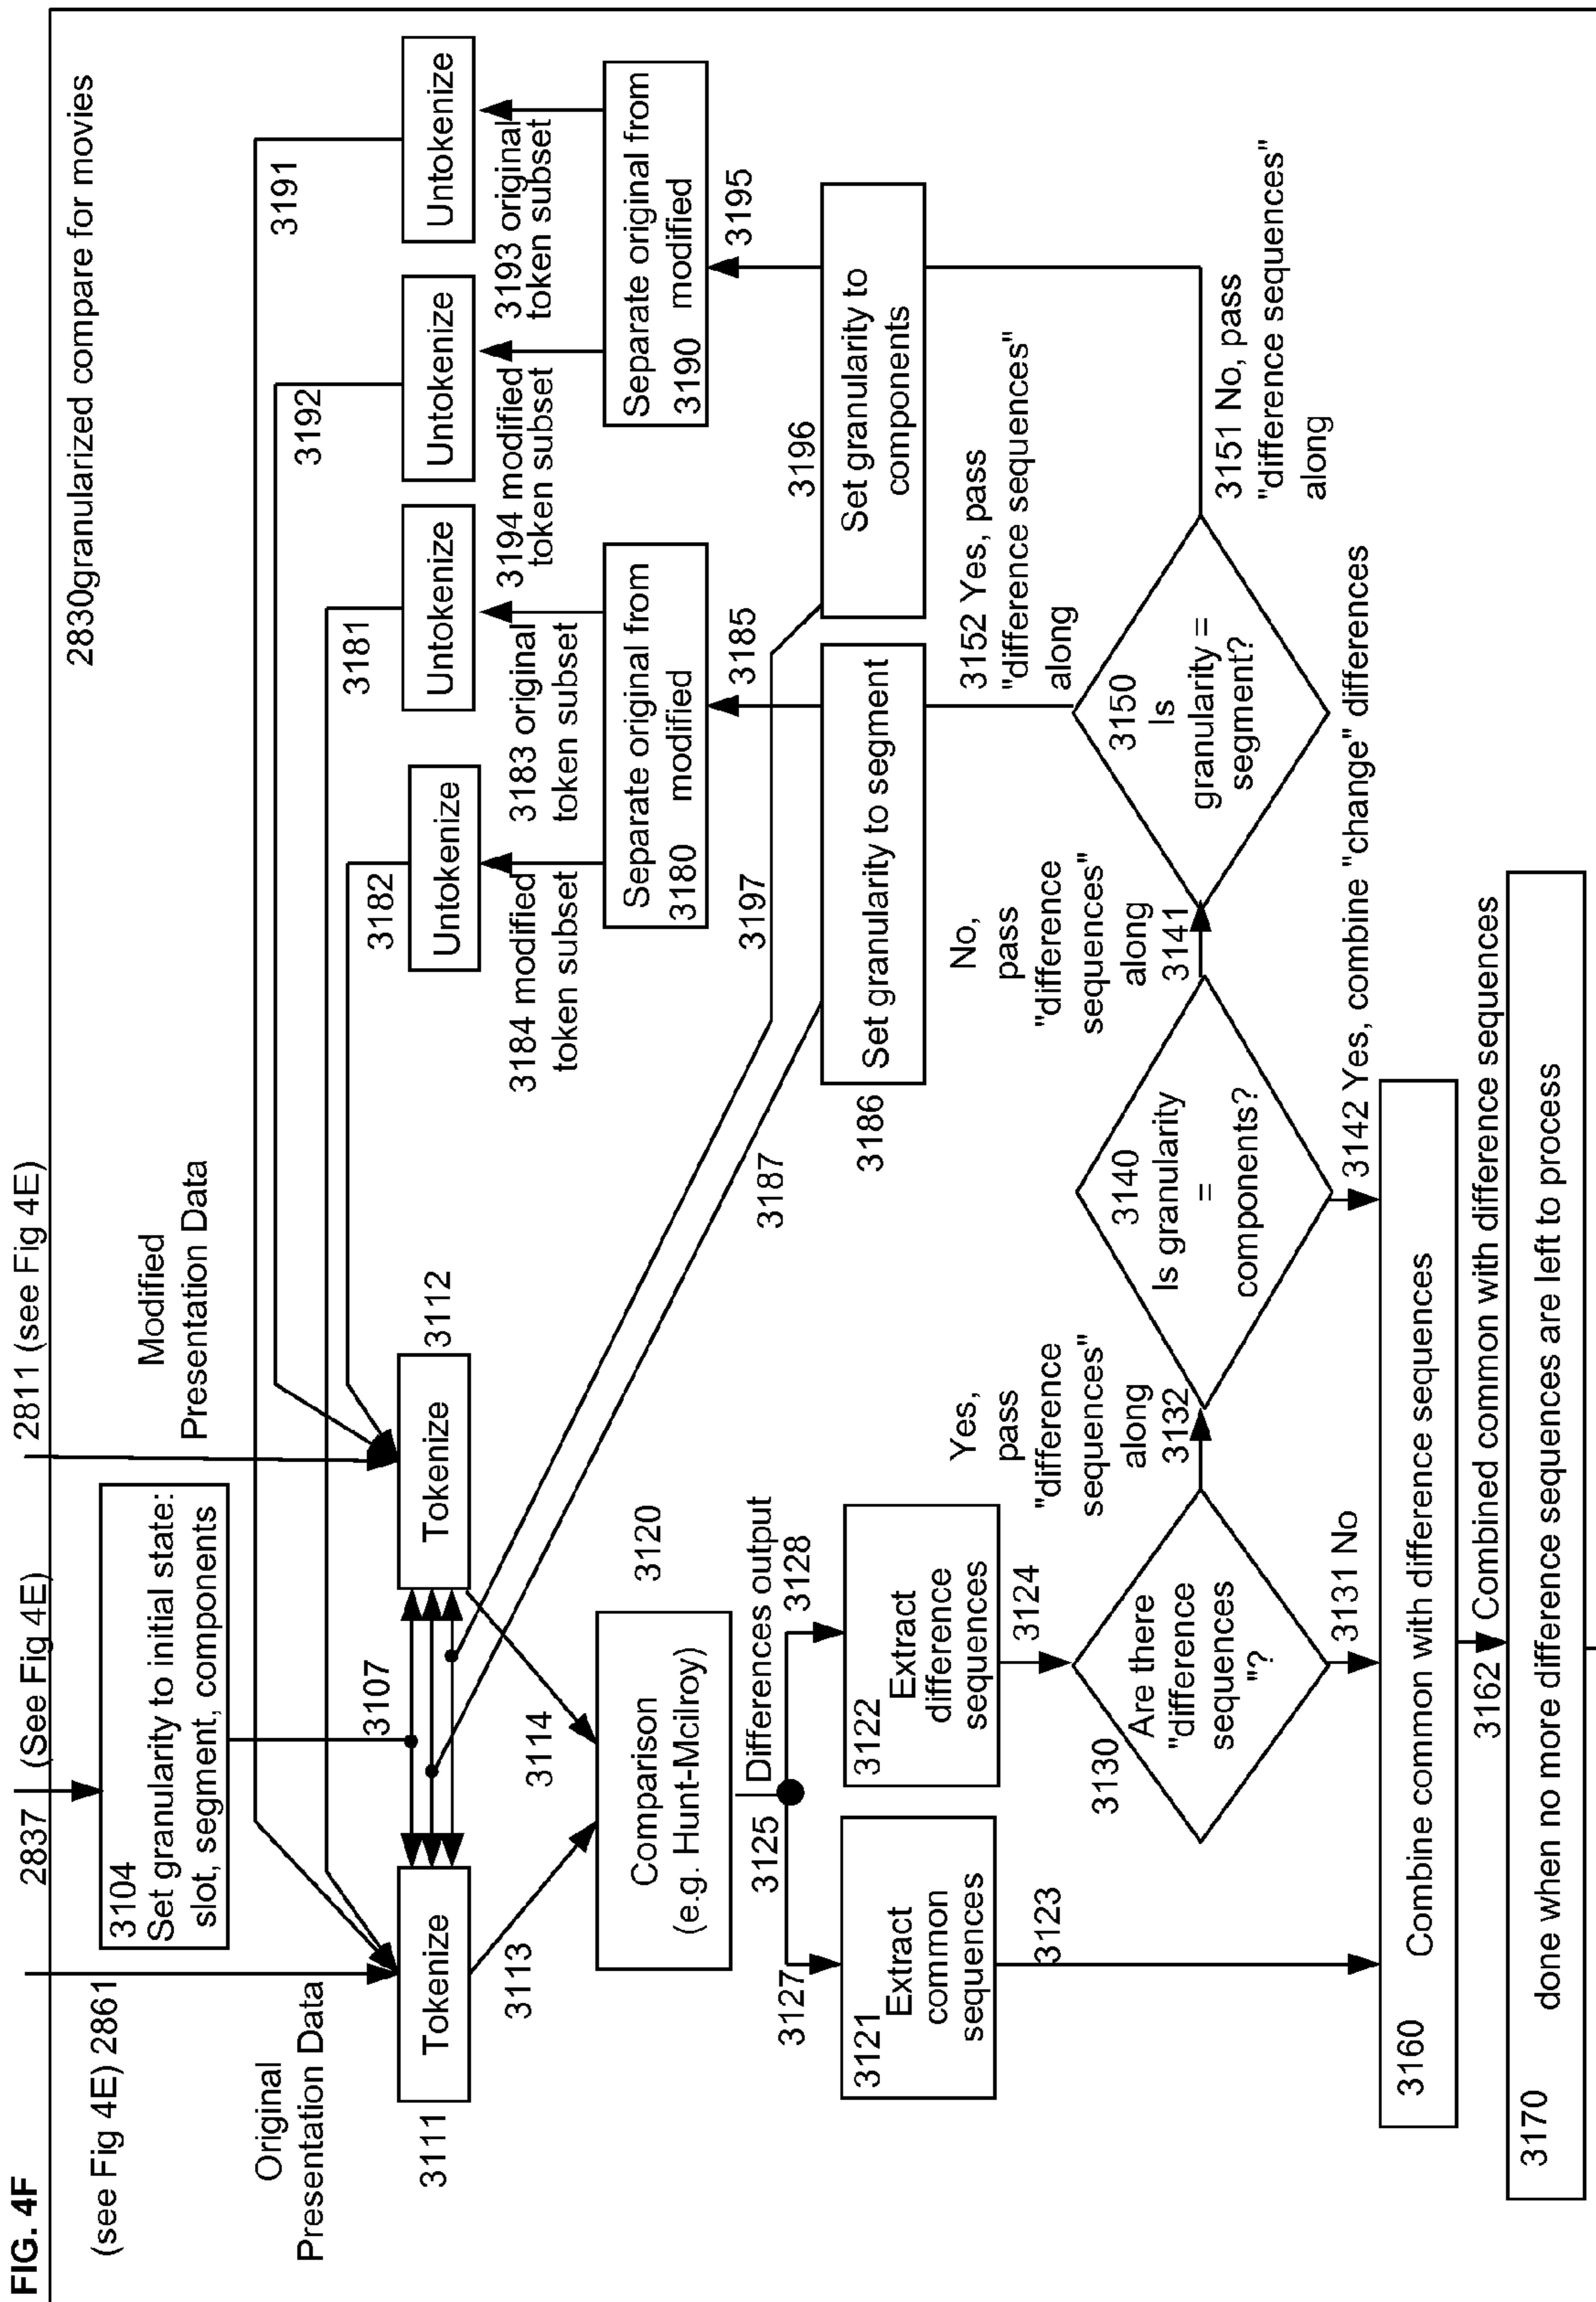 FIG. 4F
2830granularized compare for movies
(see Fig 4E) 2861
2837 (See Fig 4E)
2811 (see Fig 4E)
Original
Presentation Data
Modified
Presentation Data
3104
Set granularity to initial state:
slot, segment, components
3107
3111
Tokenize
Tokenize
3112
3113
3114
Comparison
(e.g. Hunt-Mcilroy)
3120
3125
Differences output
3127
3128
3121
Extract
common
sequences
3122
Extract
difference
sequences
3123
3124
3130
Are there
"difference
sequences
"?
3131 No
Yes,
pass
"difference
sequences"
along
3132
3140
Is granularity
=
components?
3142 Yes, combine "change" differences
No,
pass
"difference
sequences"
along
3141
3150
Is
granularity =
segment?
3152 Yes, pass
"difference sequences"
along
3151 No, pass
"difference sequences"
along
3186
Set granularity to segment
3187
3196
Set granularity to
components
3197
3185
3195
Separate original from
3180 modified
Separate original from
3190 modified
3184 modified
token subset
3183 original
token subset
3194 modified
token subset
3193 original
token subset
Untokenize
Untokenize
Untokenize
Untokenize
3182
3181
3192
3191
3160
Combine common with difference sequences
3162 Combined common with difference sequences
3170
done when no more difference sequences are left to process